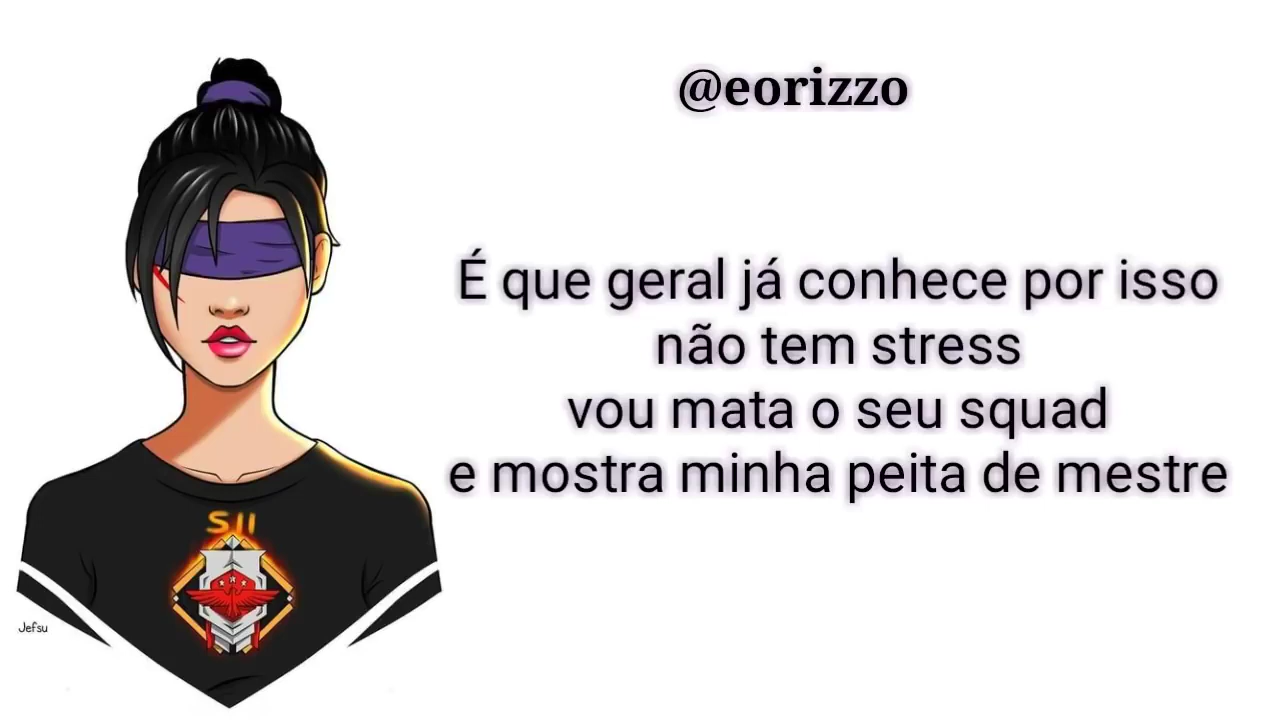 @eorizzo
É que geral já conhece por isso
não tem stress
vou mata o seu squad
e mostra minha peita de mestre
S11
Jefsu